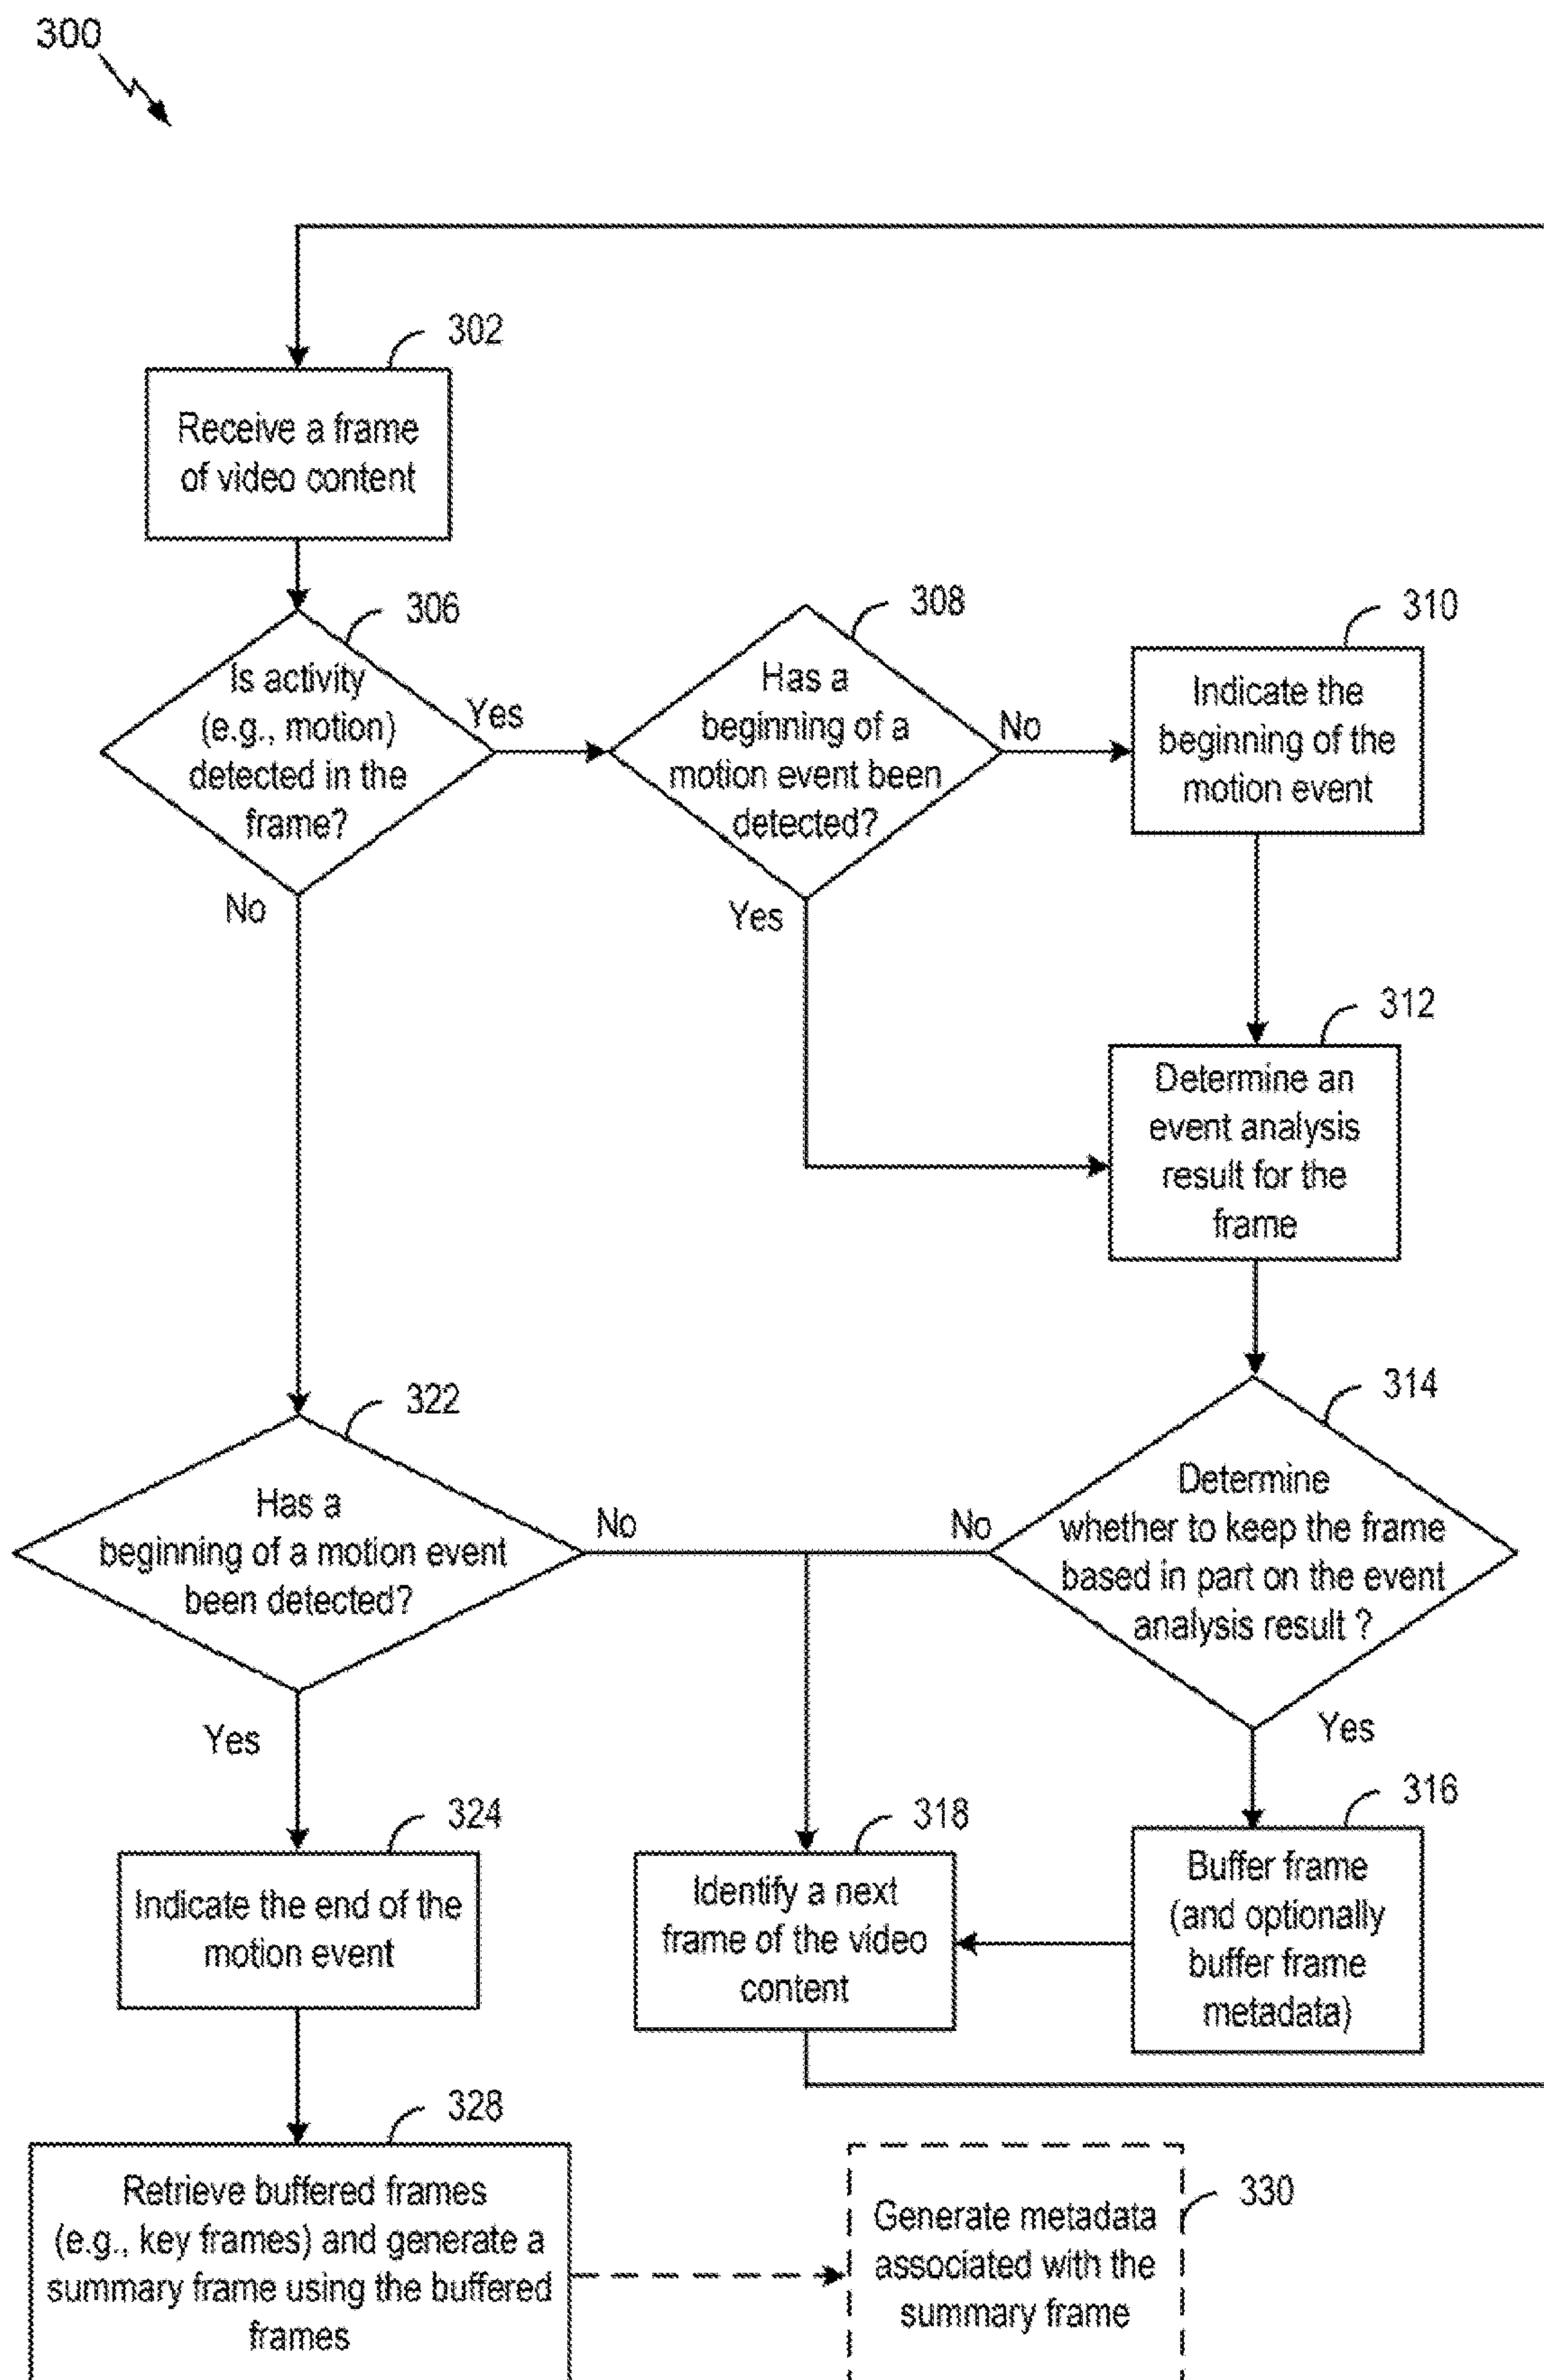 300
302
Receive a frame
of video content
306
Is activity
(e.g., motion)
detected in the
frame?
Yes
No
308
Has a
beginning of a
motion event been
detected?
No
Yes
310
Indicate the
beginning of the
motion event
312
Determine an
event analysis
result for the
frame
314
Determine
whether to keep the frame
based in part on the event
analysis result ?
No
Yes
322
Has a
beginning of a motion event
been detected?
No
Yes
316
Buffer frame
(and optionally
buffer frame
metadata)
318
Identify a next
frame of the video
content
324
Indicate the end of the
motion event
328
Retrieve buffered frames
(e.g., key frames) and generate a
summary frame using the buffered
frames
330
Generate metadata
associated with the
summary frame